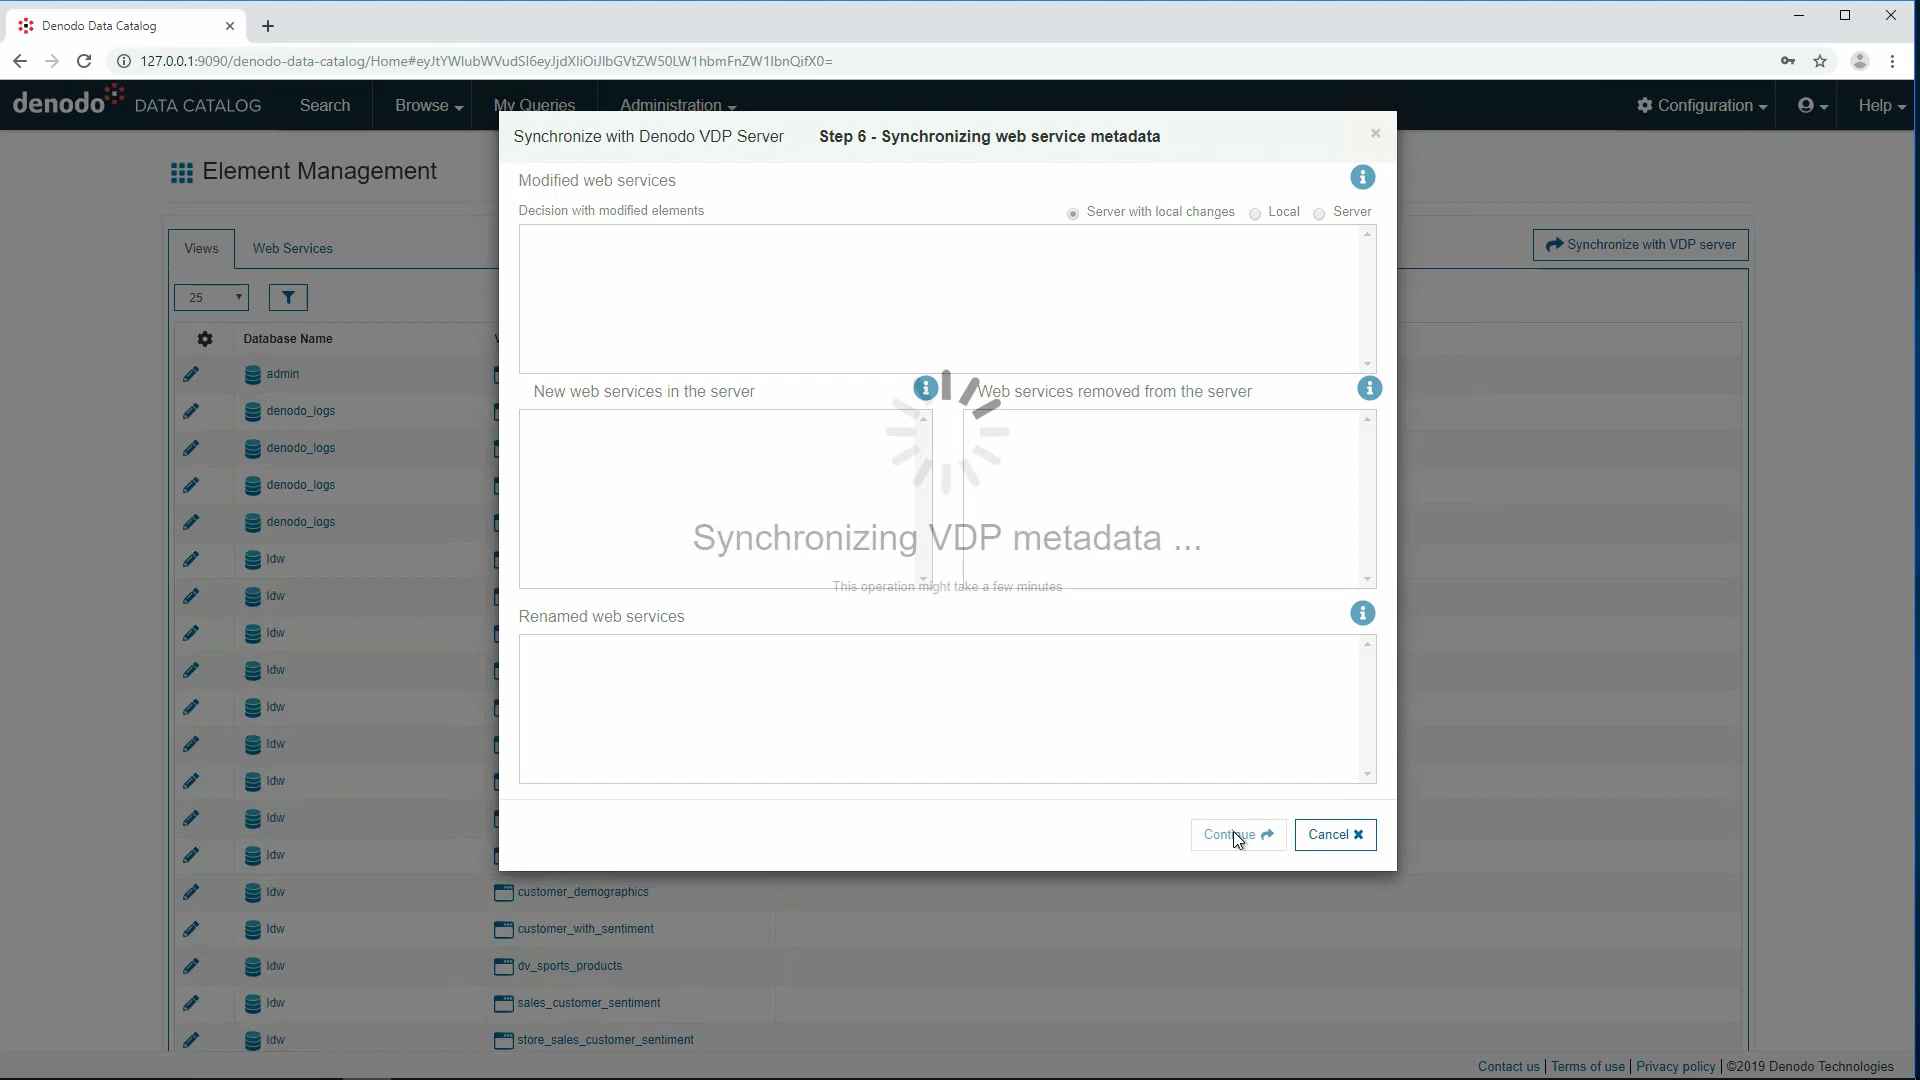 Denodo Data Catalog
127.0.0.1:9090/denodo-data-catalog/Home#eyJtYWlubWVudSI6eyJjdXIiOiJlbGVtZW50LW1hbmFnZW1lbnQifX0=
denodo DATA CATALOG Search Browse My Queries Administration Configuration Help
Synchronize with Denodo VDP Server Step 6 - Synchronizing web service metadata
Element Management
Modified web services
Decision with modified elements Server with local changes Local Server
Views Web Services Synchronize with VDP server
25
Database Name
admin
New web services in the server Web services removed from the server
denodo_logs
denodo_logs
denodo_logs
denodo_logs
Synchronizing VDP metadata ...
ldw
This operation might take a few minutes
ldw
Renamed web services
ldw
ldw
ldw
ldw
ldw
ldw
Continue Cancel
ldw
ldw customer_demographics
ldw customer_with_sentiment
ldw dv_sports_products
ldw sales_customer_sentiment
ldw store_sales_customer_sentiment
Contact us | Terms of use | Privacy policy | ©2019 Denodo Technologies